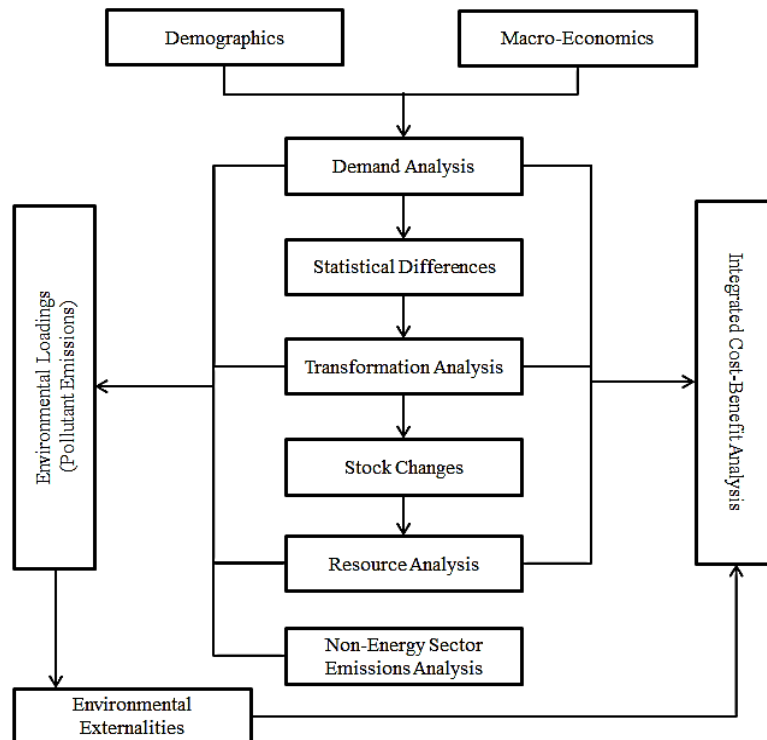 Demographics
Macro-Economics
Demand Analysis
Statistical Differences
Transformation Analysis
Stock Changes
Resource Analysis
Non-Energy Sector
Emissions Analysis
Environmental Loadings
(Pollutant Emissions)
Integrated Cost-Benefit Analysis
Environmental
Externalities